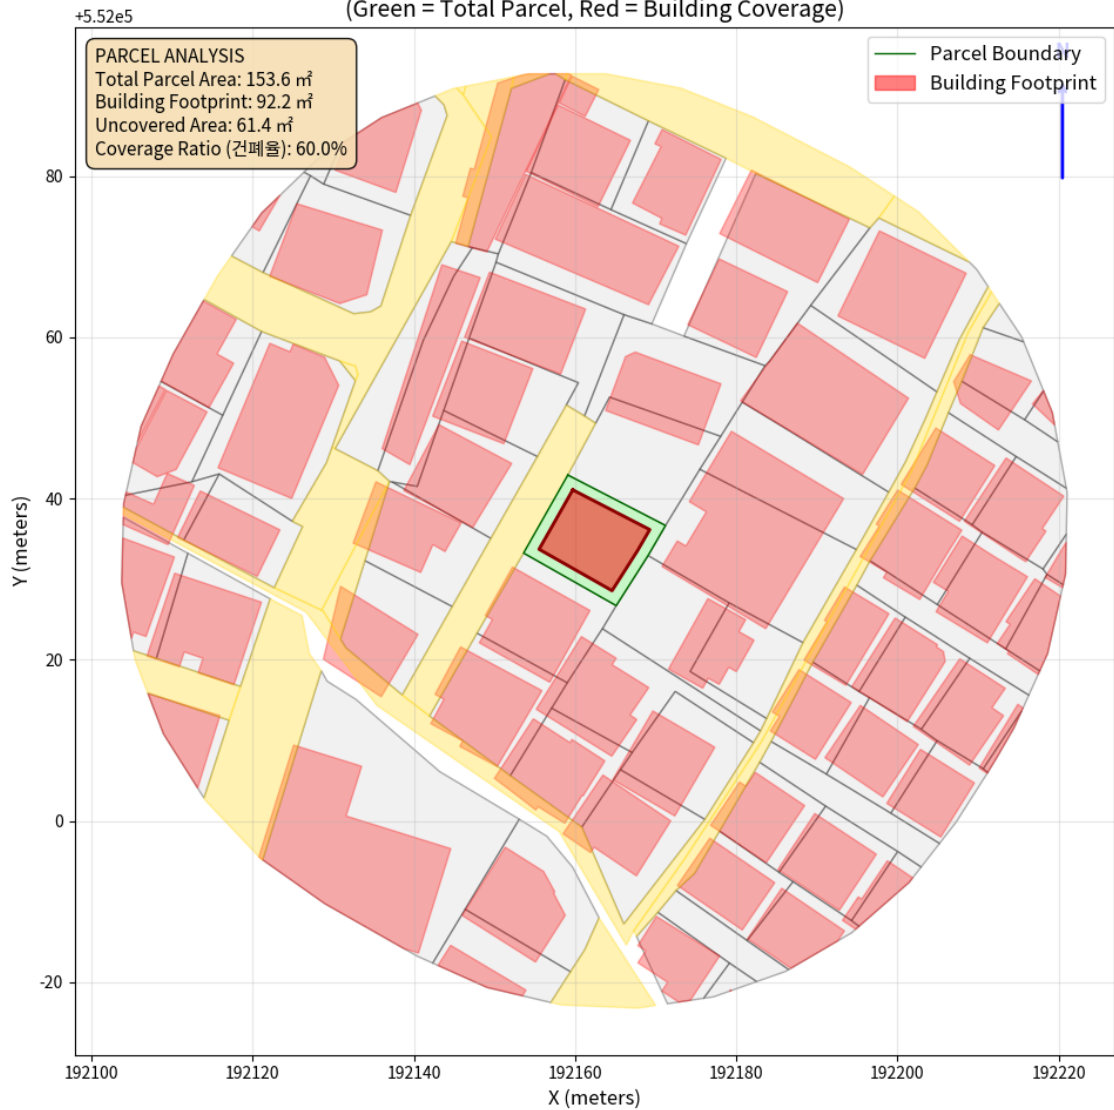 (Green = Total Parcel, Red = Building Coverage)
+5.52e5
PARCEL ANALYSIS
Total Parcel Area: 153.6 ㎡
Building Footprint: 92.2 ㎡
Uncovered Area: 61.4 ㎡
Coverage Ratio (건폐율): 60.0%
Parcel Boundary
Building Footprint
N
80
60
40
20
0
-20
Y (meters)
192100 192120 192140 192160 192180 192200 192220
X (meters)